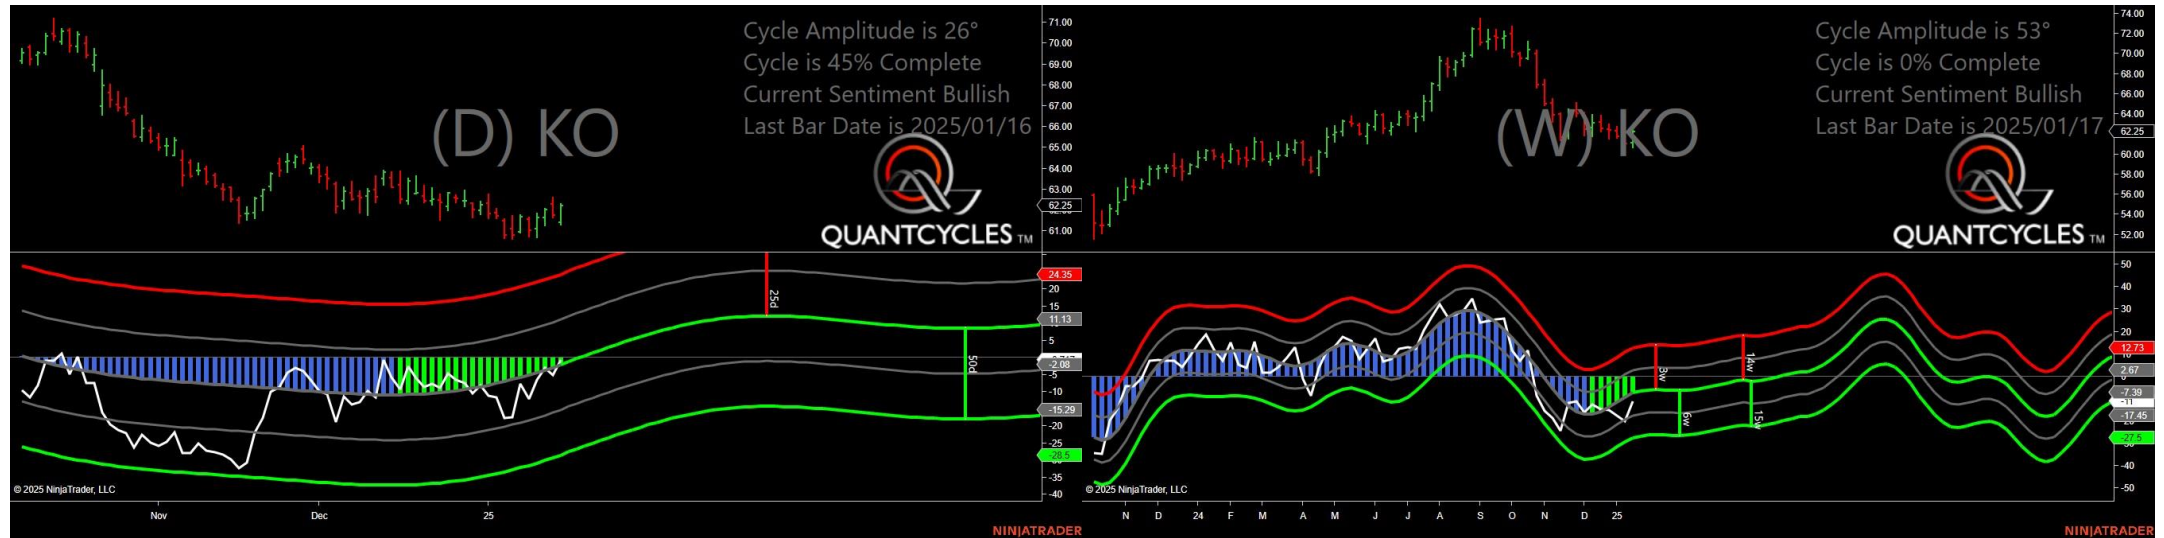 Cycle Amplitude is 26°
Cycle is 45% Complete
Current Sentiment Bullish
Last Bar Date is 2025/01/16
(D) KO
QUANTCYCLES TM
71.00
70.00
69.00
68.00
67.00
66.00
65.00
64.00
63.00
62.25
61.00
25d
50d
24.35
20
15
11.13
5
-2.08
-5
-10
-15.29
-20
-25
-28.5
-35
-40
© 2025 NinjaTrader, LLC
Nov
Dec
25
NINJATRADER
Cycle Amplitude is 53°
Cycle is 0% Complete
Current Sentiment Bullish
Last Bar Date is 2025/01/17
(W) KO
QUANTCYCLES TM
74.00
72.00
70.00
68.00
66.00
64.00
62.25
60.00
58.00
56.00
54.00
52.00
3w
6w
14w
15w
50
40
30
20
12.73
2.67
-7.39
-11
-17.45
-27.5
-40
-50
© 2025 NinjaTrader, LLC
N D 24 F M A M J J A S O N D 25
NINJATRADER